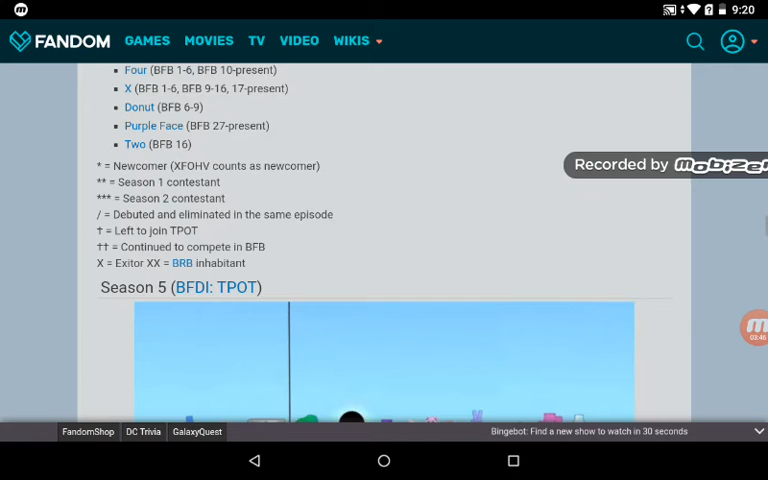 9:20
FANDOM GAMES MOVIES TV VIDEO WIKIS
Four (BFB 1-6, BFB 10-present)
X (BFB 1-6, BFB 9-16, 17-present)
Donut (BFB 6-9)
Purple Face (BFB 27-present)
Two (BFB 16)
* = Newcomer (XFOHV counts as newcomer)
** = Season 1 contestant
*** = Season 2 contestant
/ = Debuted and eliminated in the same episode
† = Left to join TPOT
†† = Continued to compete in BFB
X = Exitor XX = BRB inhabitant
Recorded by mobizen
Season 5 (BFDI: TPOT)
03:46
FandomShop DC Trivia GalaxyQuest Bingebot: Find a new show to watch in 30 seconds